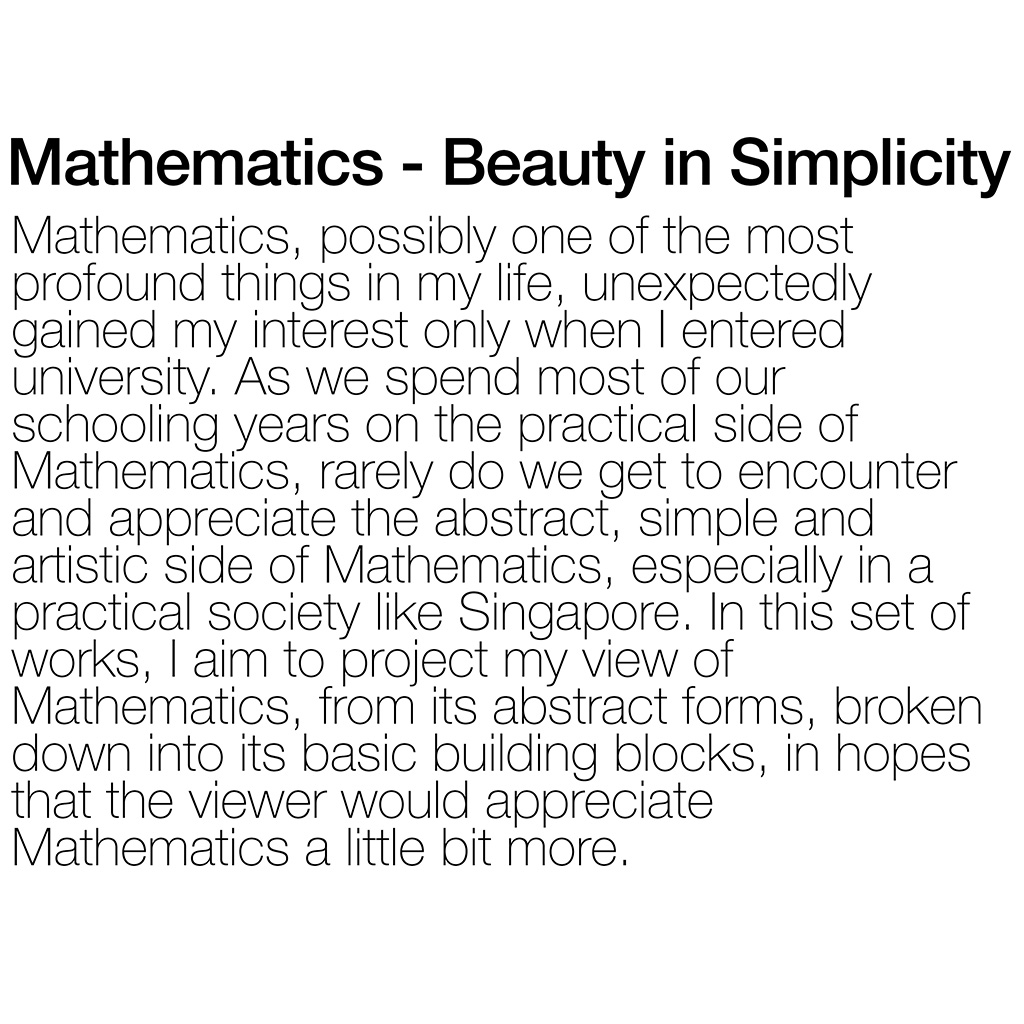 Mathematics - Beauty in Simplicity
Mathematics, possibly one of the most
profound things in my life, unexpectedly
gained my interest only when I entered
university. As we spend most of our
schooling years on the practical side of
Mathematics, rarely do we get to encounter
and appreciate the abstract, simple and
artistic side of Mathematics, especially in a
practical society like Singapore. In this set of
works, I aim to project my view of
Mathematics, from its abstract forms, broken
down into its basic building blocks, in hopes
that the viewer would appreciate
Mathematics a little bit more.